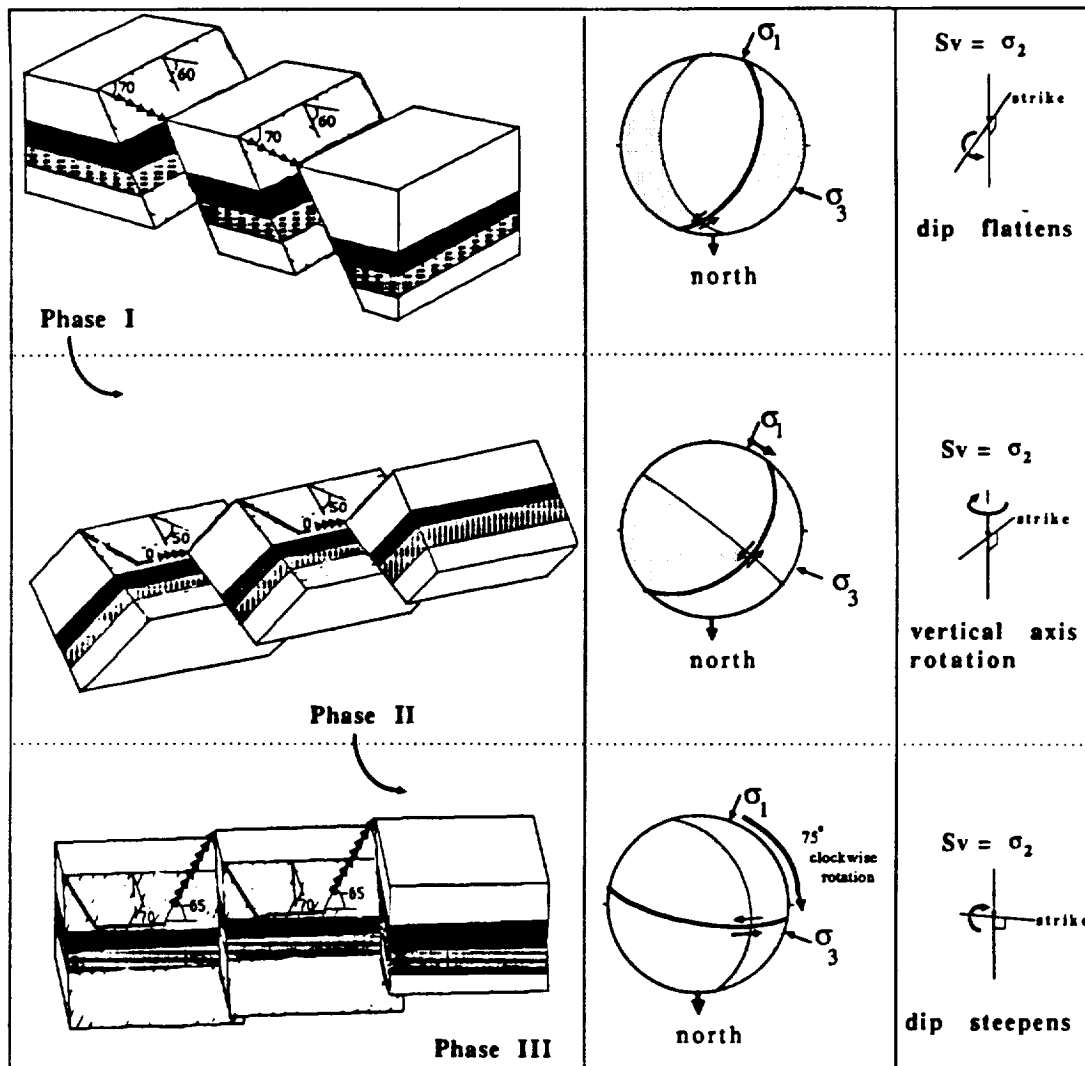 70
60
70
60
Phase I
σ1
σ3
north
Sv = σ2
strike
dip flattens
0
50
0
50
Phase II
σ1
σ3
north
Sv = σ2
strike
vertical axis
rotation
70
65
70
65
Phase III
σ1
75°
clockwise
rotation
σ3
north
Sv = σ2
strike
dip steepens